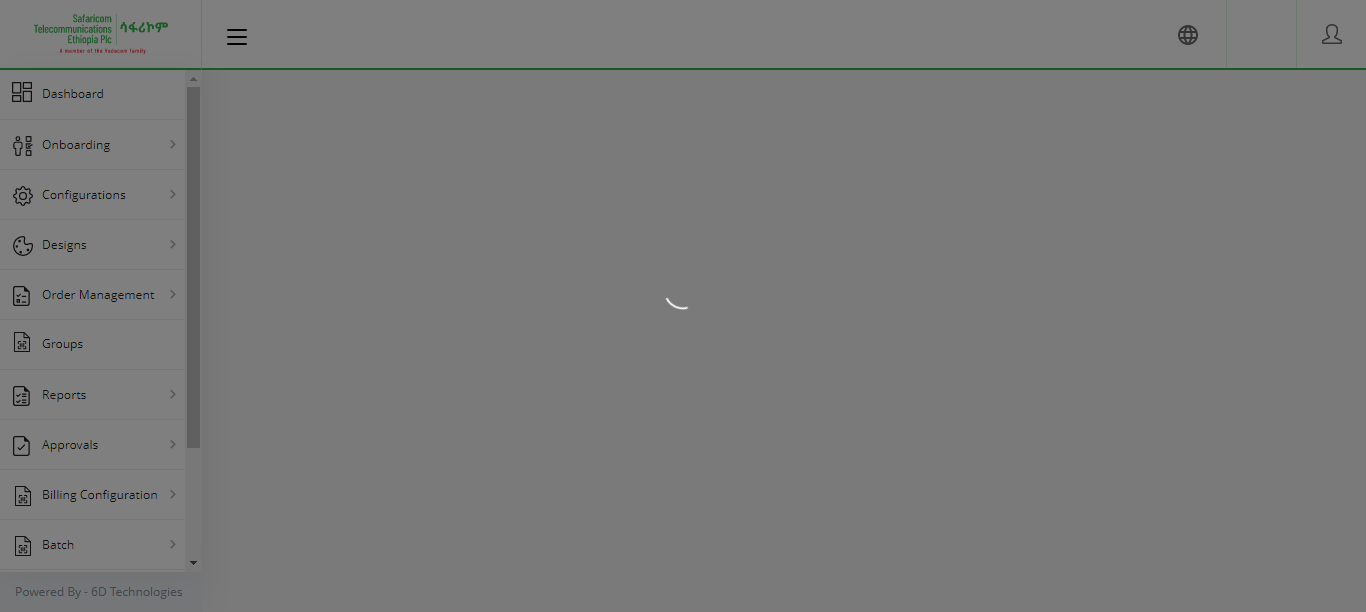 Safaricom
Telecommunications
Ethiopia Plc
ሳፋሪኮም
A member of the Vodacom family
Dashboard
Onboarding
Configurations
Designs
Order Management
Groups
Reports
Approvals
Billing Configuration
Batch
Powered By - 6D Technologies